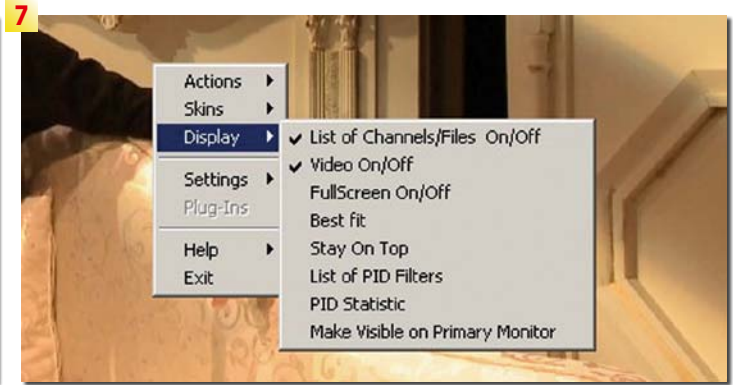 7
Actions
Skins
Display
Settings
Plug-Ins
Help
Exit
List of Channels/Files On/Off
Video On/Off
FullScreen On/Off
Best fit
Stay On Top
List of PID Filters
PID Statistic
Make Visible on Primary Monitor